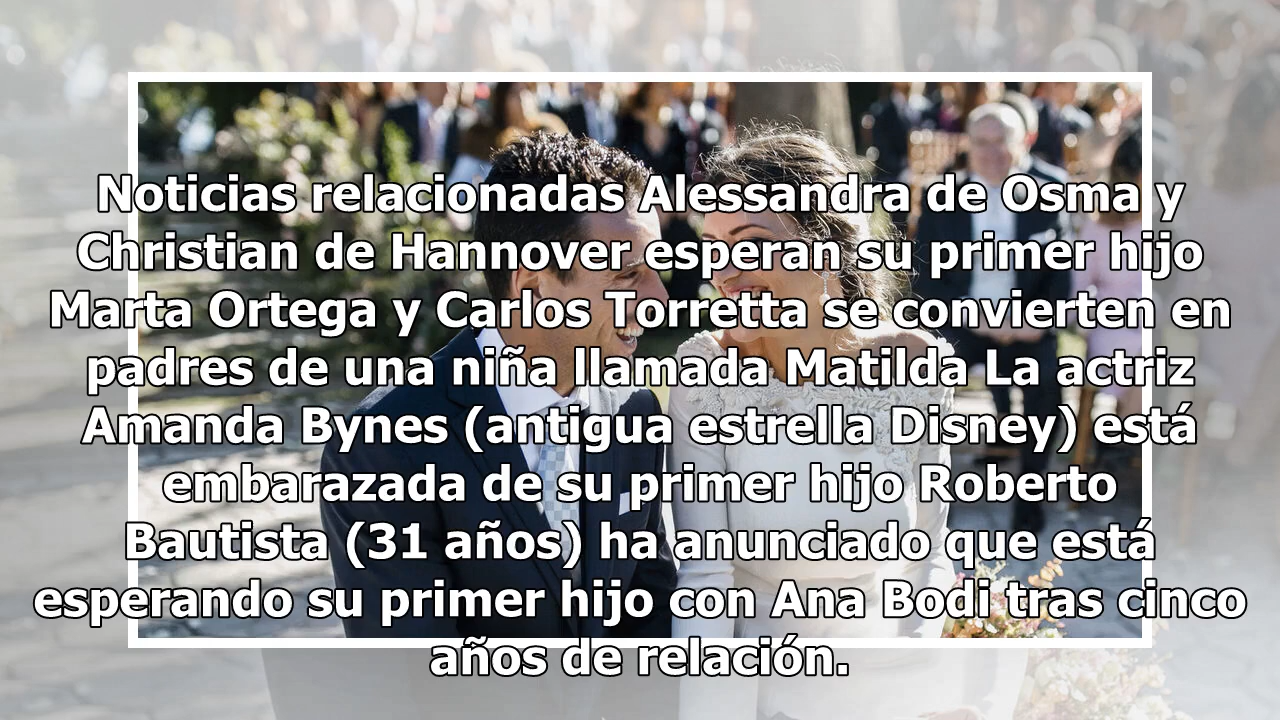 Noticias relacionadas Alessandra de Osma y
Christian de Hannover esperan su primer hijo
Marta Ortega y Carlos Torretta se convierten en
padres de una niña llamada Matilda La actriz
Amanda Bynes (antigua estrella Disney) está
embarazada de su primer hijo Roberto
Bautista (31 años) ha anunciado que está
esperando su primer hijo con Ana Bodi tras cinco
años de relación.